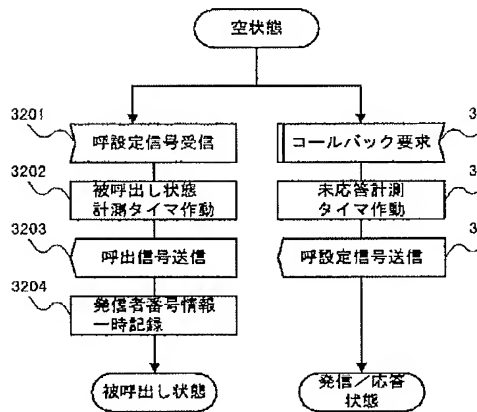 空状態
3201
呼設定信号受信
3
コールバック要求
3202
被呼出し状態
計測タイマ作動
3
未応答計測
タイマ作動
3203
呼出信号送信
3
呼設定信号送信
3204
発信者番号情報
一時記録
被呼出し状態
発信/応答
状態